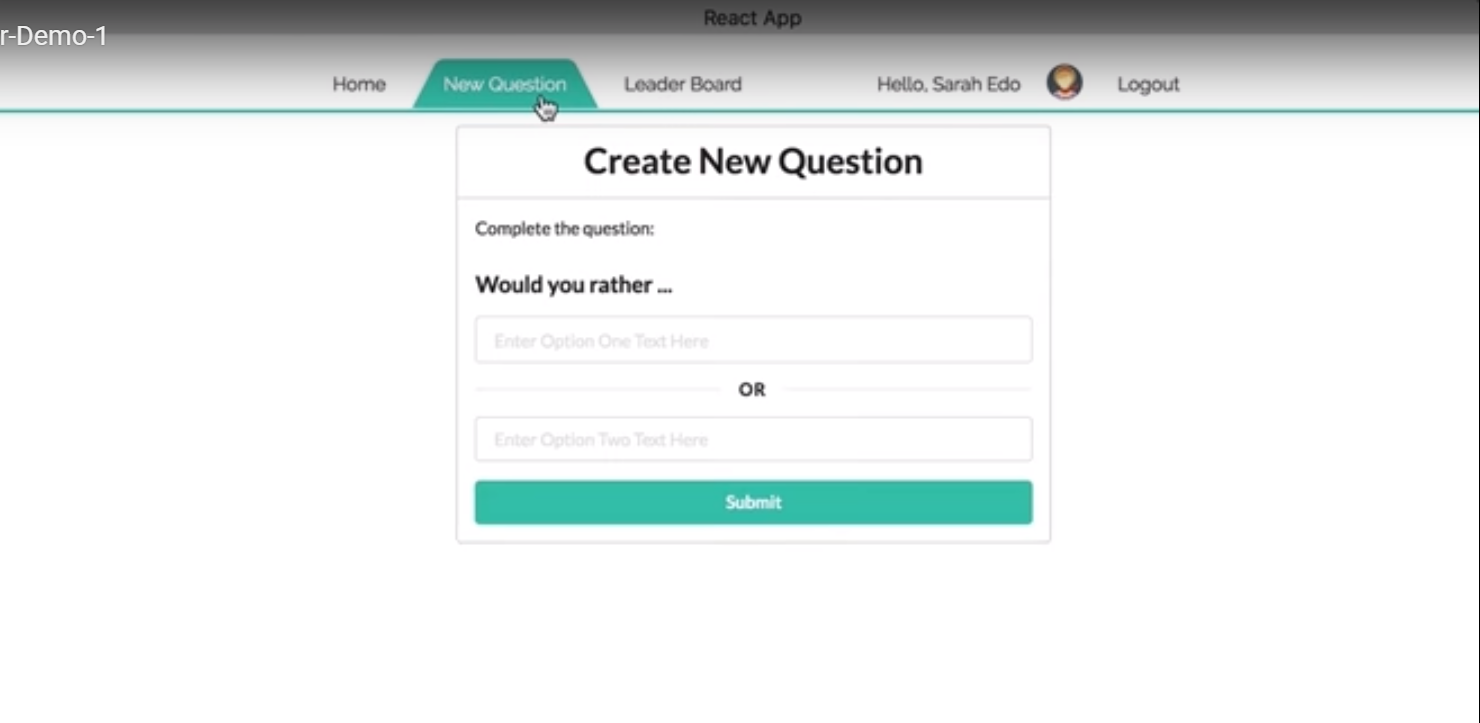 React App
r-Demo-1
Home New Question Leader Board Hello, Sarah Edo Logout
Create New Question
Complete the question:
Would you rather ...
Enter Option One Text Here
OR
Enter Option Two Text Here
Submit